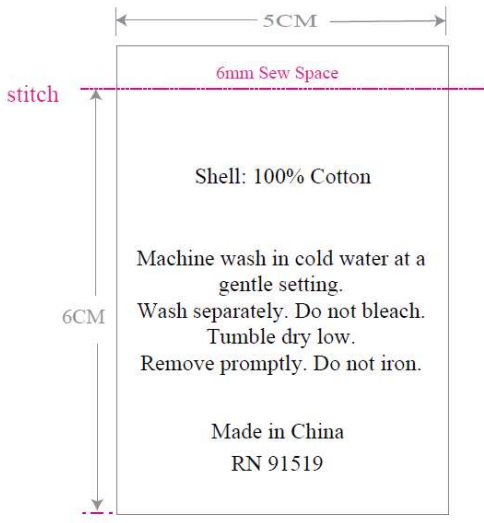 5CM
6mm Sew Space
stitch
Shell: 100% Cotton
Machine wash in cold water at a
gentle setting.
Wash separately. Do not bleach.
6CM
Tumble dry low.
Remove promptly. Do not iron.
Made in China
RN 91519